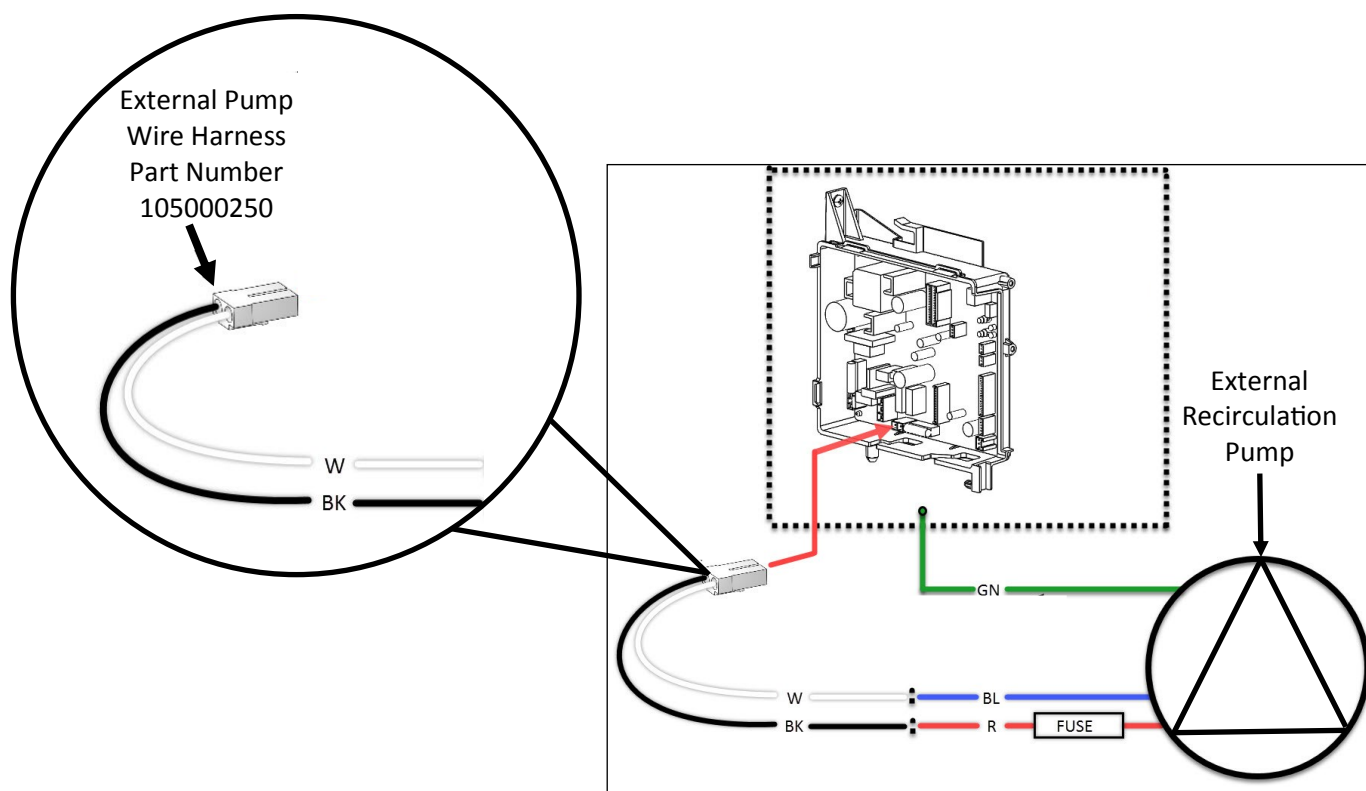 External Pump
Wire Harness
Part Number
105000250
W
BK
External
Recirculation
Pump
GN
W
BL
BK
R
FUSE